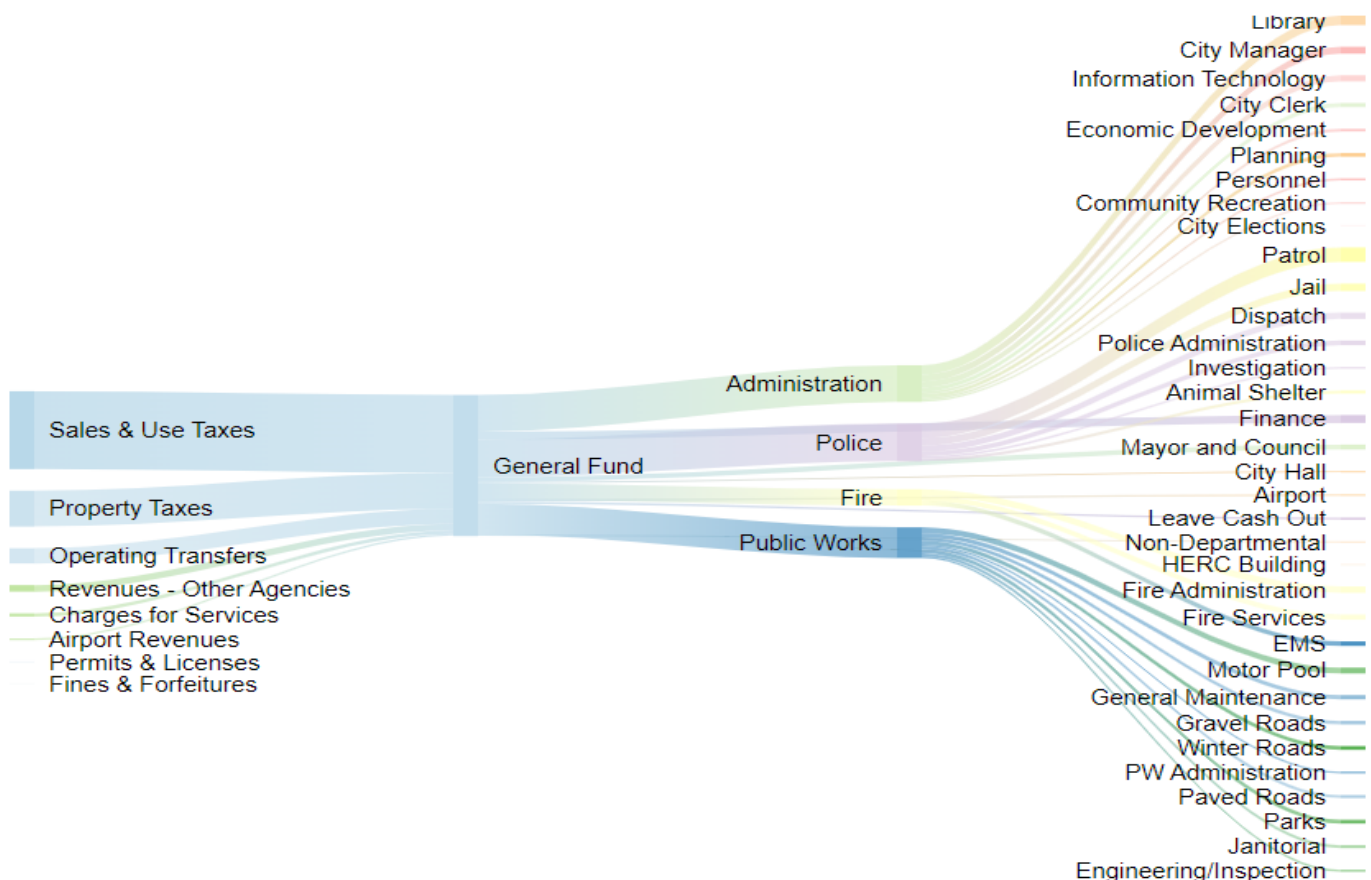 Library
City Manager
Information Technology
City Clerk
Economic Development
Planning
Personnel
Community Recreation
City Elections
Patrol
Jail
Dispatch
Police Administration
Investigation
Animal Shelter
Finance
Mayor and Council
City Hall
Airport
Leave Cash Out
Non-Departmental
HERC Building
Fire Administration
Fire Services
EMS
Motor Pool
General Maintenance
Gravel Roads
Winter Roads
PW Administration
Paved Roads
Parks
Janitorial
Engineering/Inspection
Administration
Police
Fire
Public Works
General Fund
Sales & Use Taxes
Property Taxes
Operating Transfers
Revenues - Other Agencies
Charges for Services
Airport Revenues
Permits & Licenses
Fines & Forfeitures